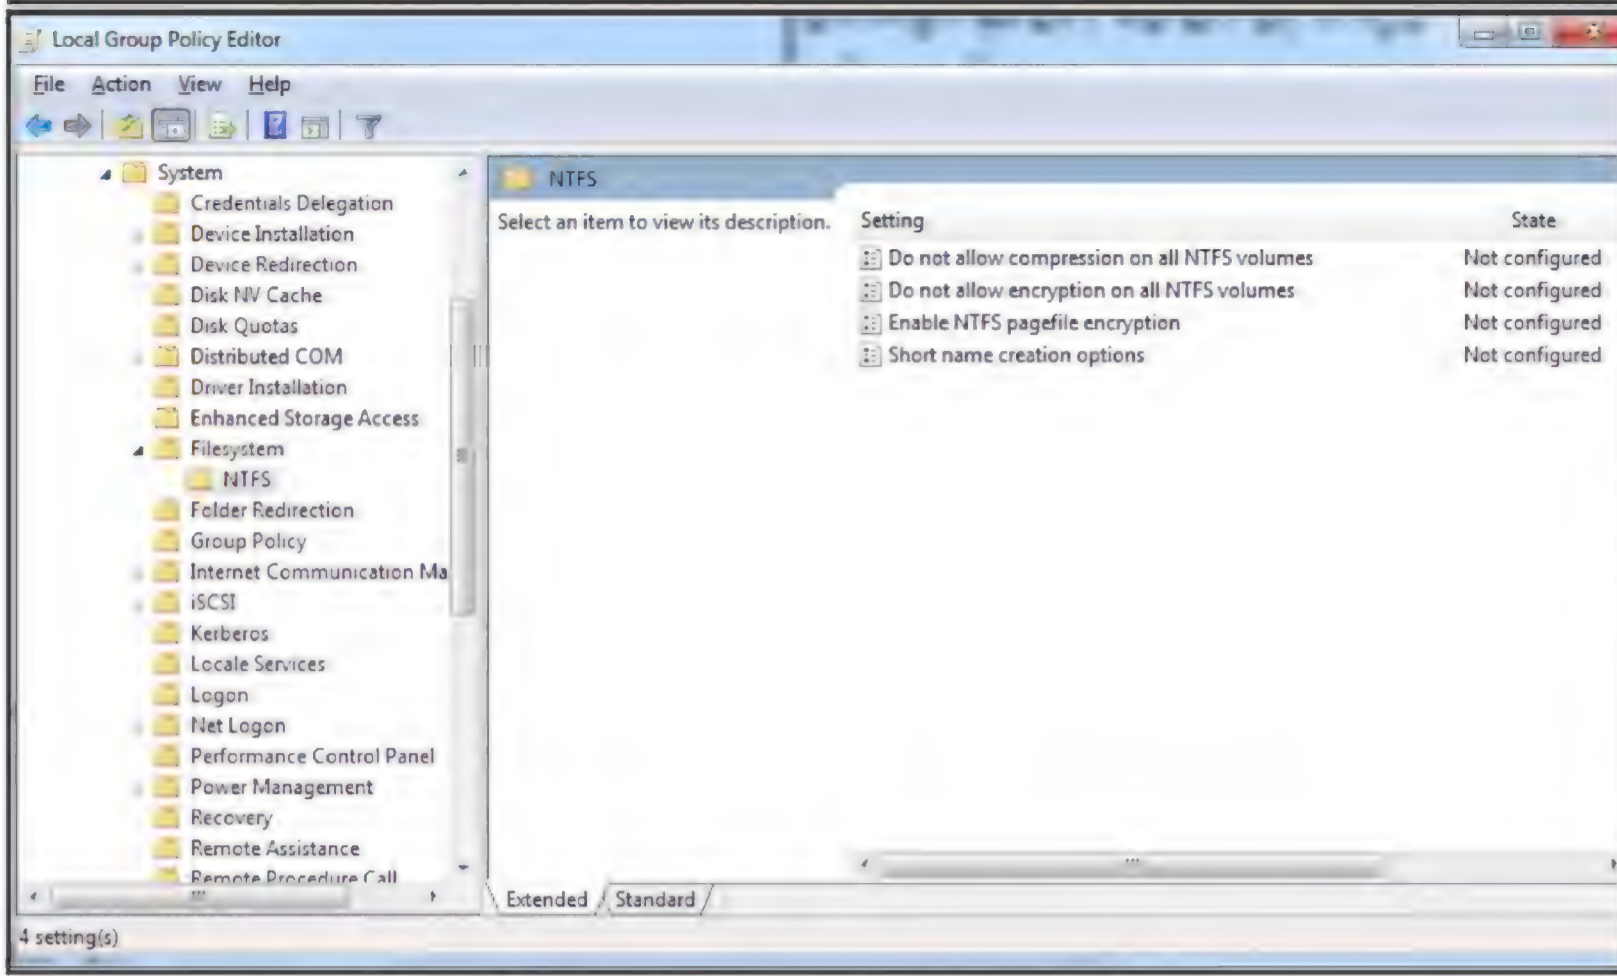 Local Group Policy Editor
File Action View Help
System
Credentials Delegation
Device Installation
Device Redirection
Disk NV Cache
Disk Quotas
Distributed COM
Driver Installation
Enhanced Storage Access
Filesystem
NTFS
Folder Redirection
Group Policy
Internet Communication Ma
iSCSI
Kerberos
Locale Services
Logon
Net Logon
Performance Control Panel
Power Management
Recovery
Remote Assistance
Remote Procedure Call
NTFS
Select an item to view its description.
Setting State
Do not allow compression on all NTFS volumes Not configured
Do not allow encryption on all NTFS volumes Not configured
Enable NTFS pagefile encryption Not configured
Short name creation options Not configured
Extended Standard
4 setting(s)